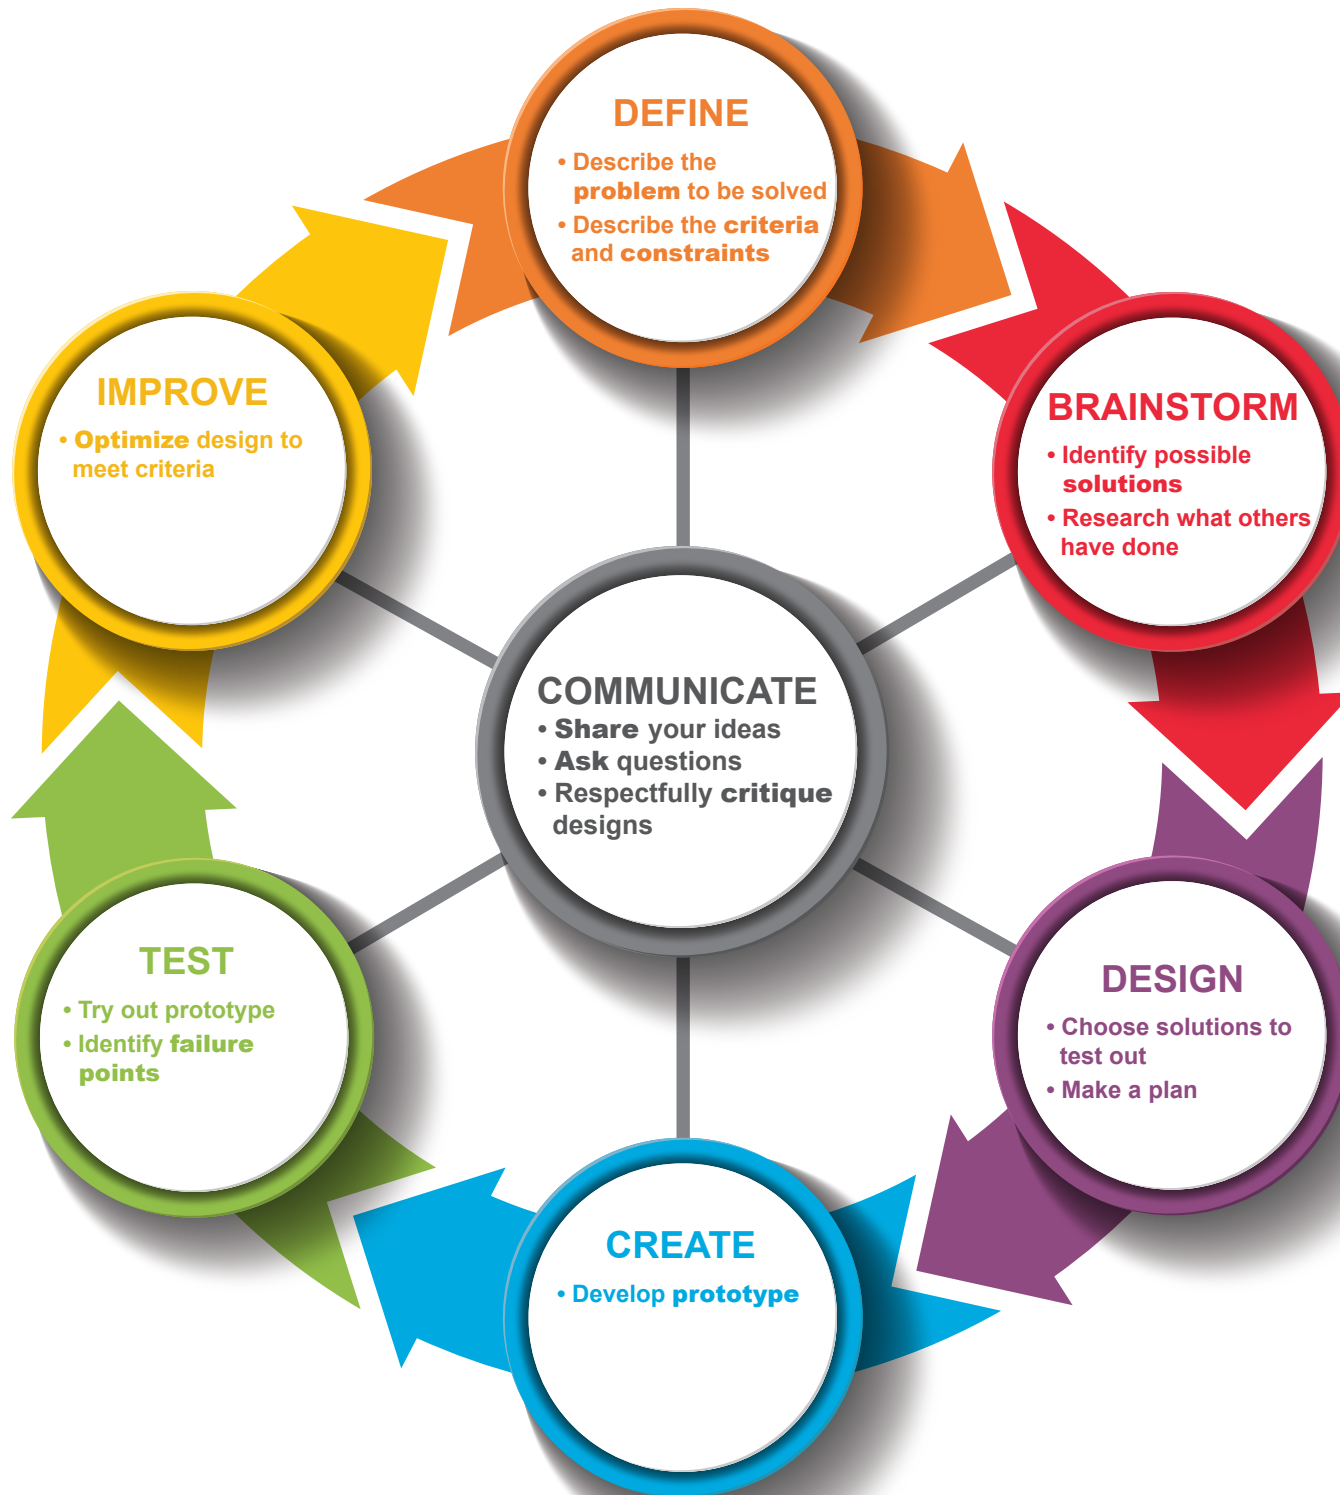 DEFINE
• Describe the
problem to be solved
• Describe the criteria
and constraints
BRAINSTORM
• Identify possible
solutions
• Research what others
have done
DESIGN
• Choose solutions to
test out
• Make a plan
CREATE
• Develop prototype
TEST
• Try out prototype
• Identify failure
points
IMPROVE
• Optimize design to
meet criteria
COMMUNICATE
• Share your ideas
• Ask questions
• Respectfully critique
designs